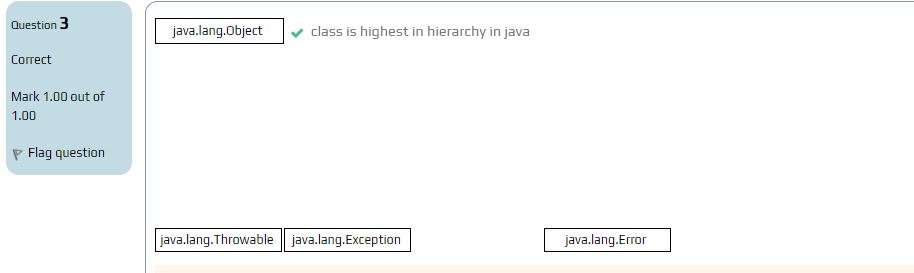 Question 3
Correct
Mark 1.00 out of
1.00
Flag question
java.lang.Object class is highest in hierarchy in java
java.lang.Throwable java.lang.Exception java.lang.Error